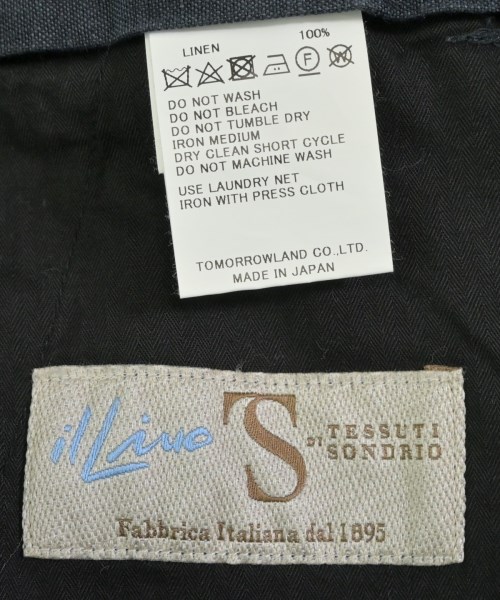 LINEN 100%
F W
DO NOT WASH
DO NOT BLEACH
DO NOT TUMBLE DRY
IRON MEDIUM
DRY CLEAN SHORT CYCLE
DO NOT MACHINE WASH
USE LAUNDRY NET
IRON WITH PRESS CLOTH
TOMORROWLAND CO.,LTD.
MADE IN JAPAN
il Lino
TS DI TESSUTI
SONDRIO
Fabbrica Italiana dal 1895